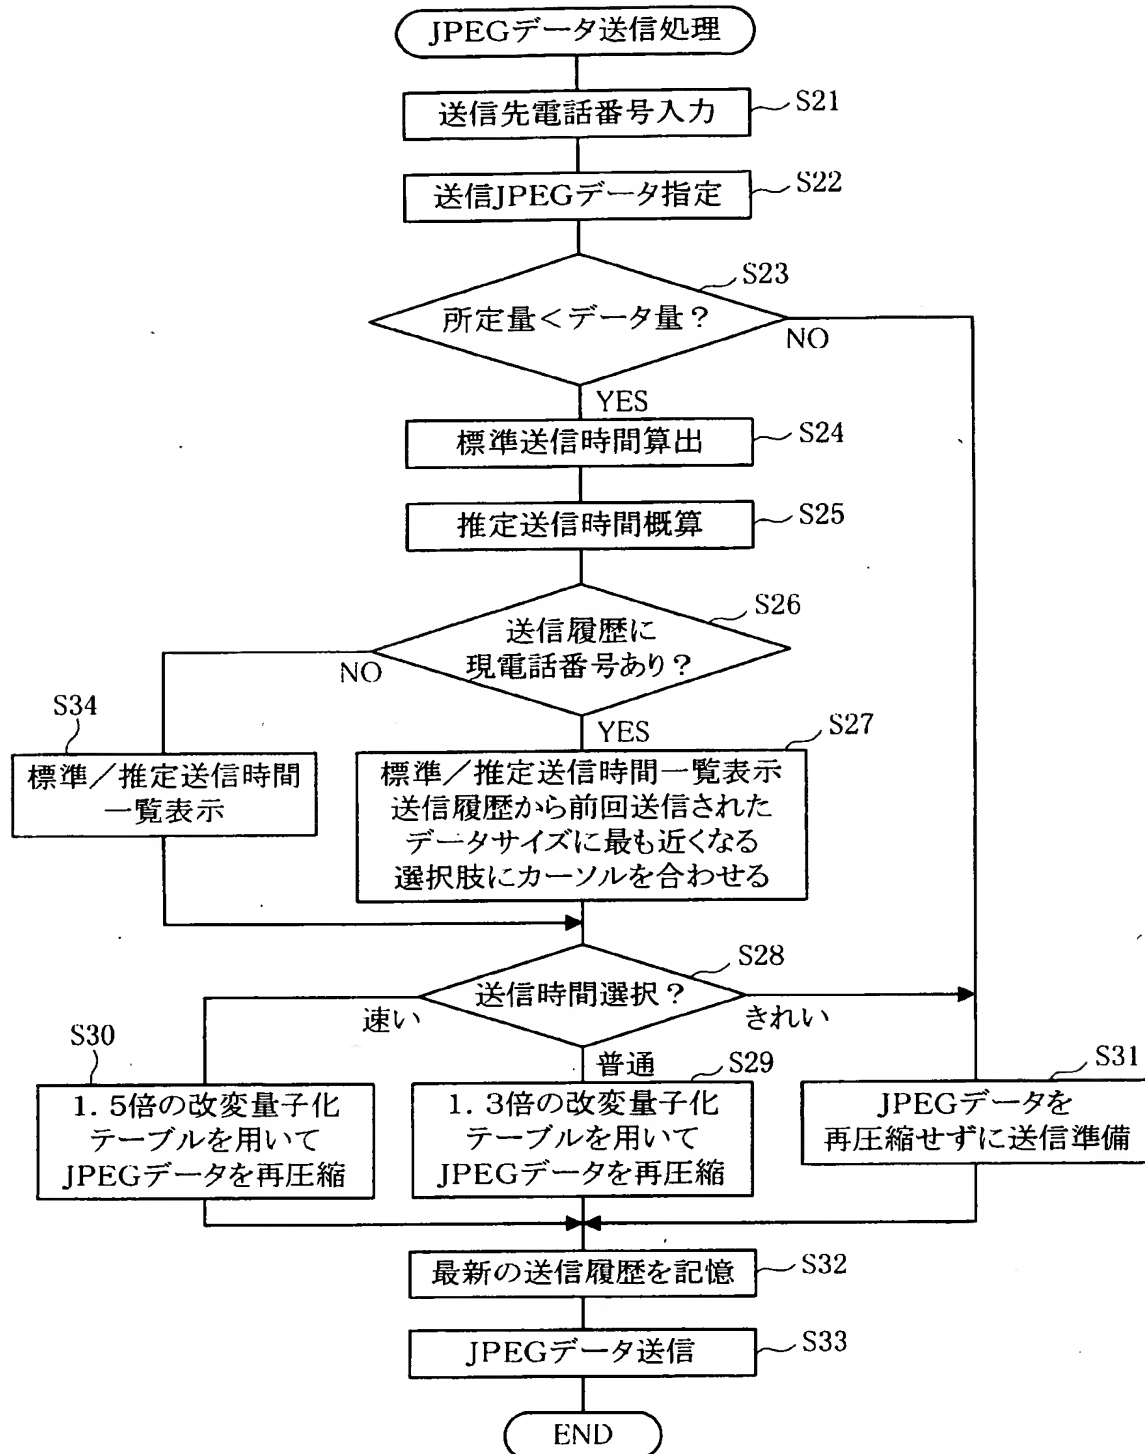 JPEGデータ送信処理
送信先電話番号入力
S21
送信JPEGデータ指定
S22
S23
所定量<データ量?
NO
YES
標準送信時間算出
S24
推定送信時間概算
S25
S26
送信履歴に
現電話番号あり?
NO
YES
S34
標準/推定送信時間
一覧表示
S27
標準/推定送信時間一覧表示
送信履歴から前回送信された
データサイズに最も近くなる
選択肢にカーソルを合わせる
S28
送信時間選択?
速い
普通
きれい
S30
1. 5倍の改変量子化
テーブルを用いて
JPEGデータを再圧縮
S29
1. 3倍の改変量子化
テーブルを用いて
JPEGデータを再圧縮
S31
JPEGデータを
再圧縮せずに送信準備
最新の送信履歴を記憶
S32
JPEGデータ送信
S33
END